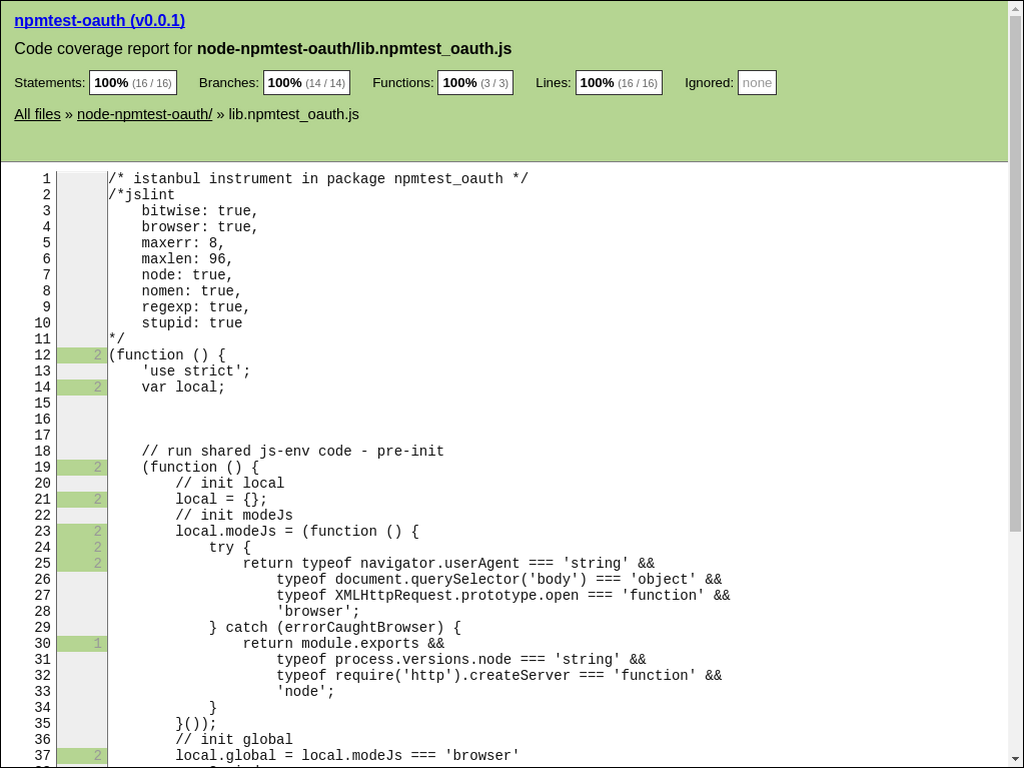 npmtest-oauth (v0.0.1)
Code coverage report for node-npmtest-oauth/lib.npmtest_oauth.js
Statements: 100% (16 / 16) Branches: 100% (14 / 14) Functions: 100% (3 / 3) Lines: 100% (16 / 16) Ignored: none
All files » node-npmtest-oauth/ » lib.npmtest_oauth.js
1 /* istanbul instrument in package npmtest_oauth */
2 /*jslint
3     bitwise: true,
4     browser: true,
5     maxerr: 8,
6     maxlen: 96,
7     node: true,
8     nomen: true,
9     regexp: true,
10     stupid: true
11 */
12 2 (function () {
13     'use strict';
14 2     var local;
15
16
17
18     // run shared js-env code - pre-init
19 2     (function () {
20         // init local
21 2         local = {};
22         // init modeJs
23 2         local.modeJs = (function () {
24 2             try {
25 2                 return typeof navigator.userAgent === 'string' &&
26                     typeof document.querySelector('body') === 'object' &&
27                     typeof XMLHttpRequest.prototype.open === 'function' &&
28                     'browser';
29             } catch (errorCaughtBrowser) {
30 1                 return module.exports &&
31                     typeof process.versions.node === 'string' &&
32                     typeof require('http').createServer === 'function' &&
33                     'node';
34             }
35         }());
36         // init global
37 2         local.global = local.modeJs === 'browser'